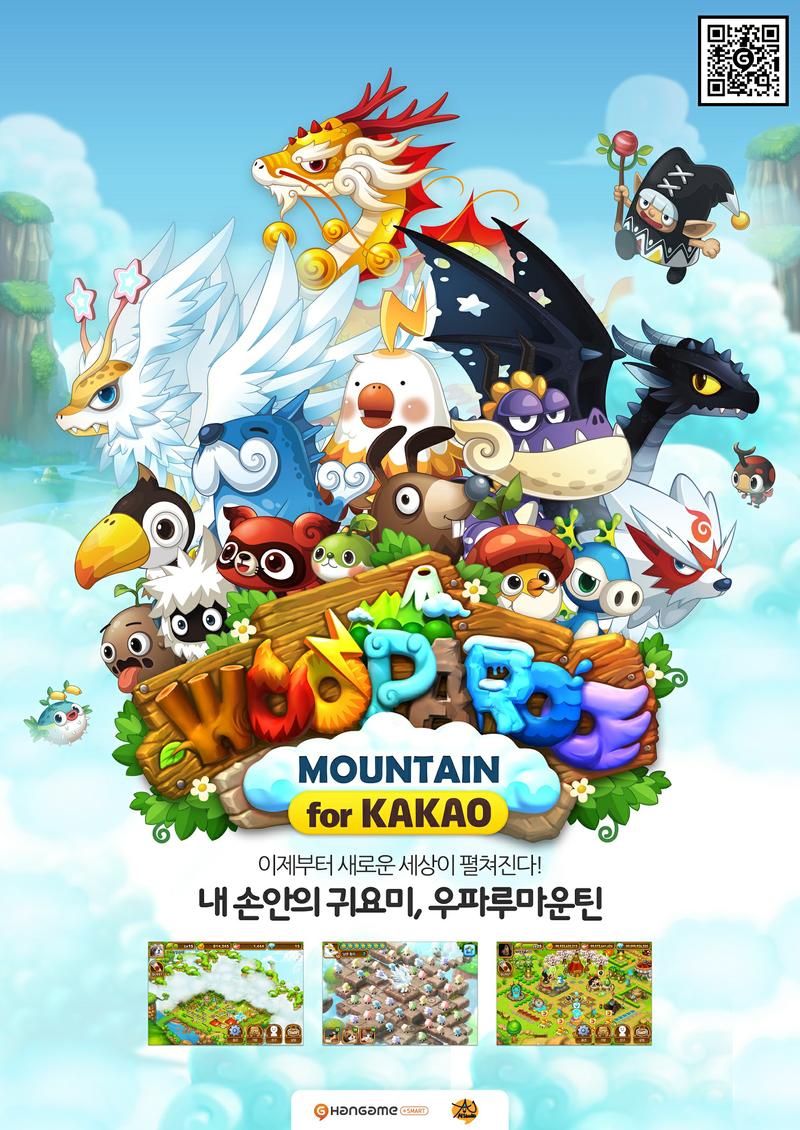 WOOPAROO
MOUNTAIN
for KAKAO
이제부터 새로운 세상이 펼쳐진다!
내 손안의 귀요미, 우파루마운틴
HANGAME +SMART